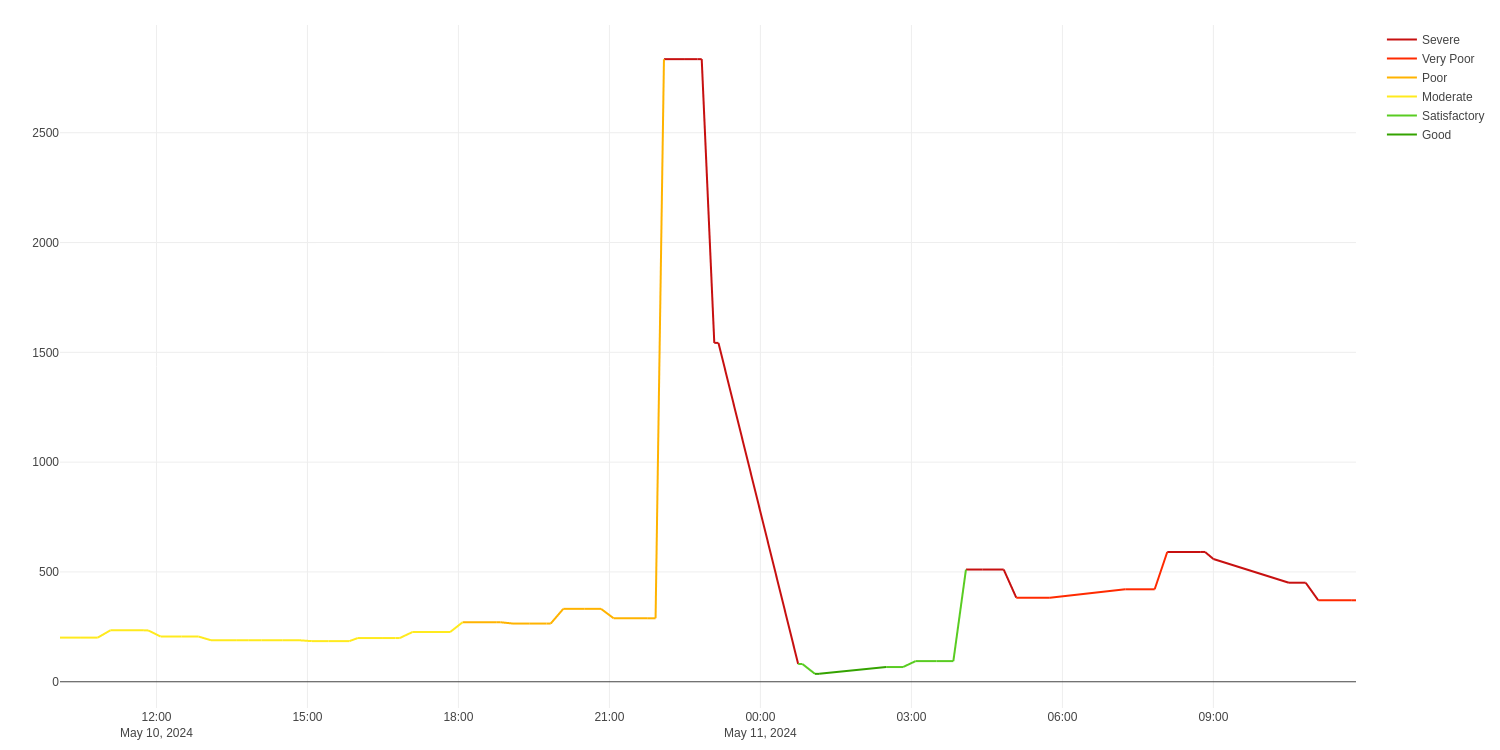 2500
2000
1500
1000
500
0
12:00
May 10, 2024
15:00
18:00
21:00
00:00
May 11, 2024
03:00
06:00
09:00
Severe
Very Poor
Poor
Moderate
Satisfactory
Good